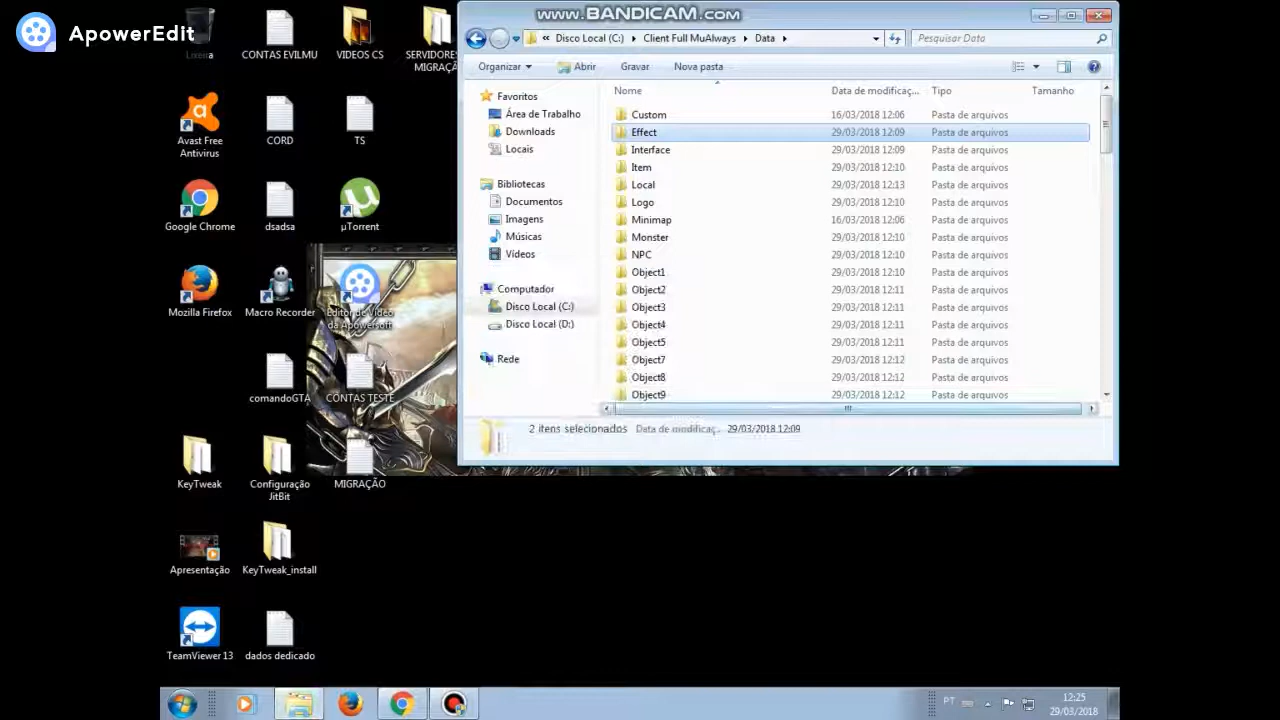 ApowerEdit
www.BANDICAM.com
Lixeira
CONTAS EVILMU
VIDEOS CS
SERVIDORES
MIGRAÇÃ
Avast Free
Antivirus
CORD
TS
Google Chrome
dsadsa
µTorrent
Mozilla Firefox
Macro Recorder
Editor de Vídeo
da Apowersoft
comandoGTA
CONTAS TESTE
KeyTweak
Configuração
JitBit
MIGRAÇÃO
Apresentação
KeyTweak_install
TeamViewer 13
dados dedicado
« Disco Local (C:) Client Full MuAlways Data
Pesquisar Data
Organizar Abrir Gravar Nova pasta
Favoritos
Área de Trabalho
Downloads
Locais
Bibliotecas
Documentos
Imagens
Músicas
Vídeos
Computador
Disco Local (C:)
Disco Local (D:)
Rede
Nome Data de modificaç... Tipo Tamanho
Custom 16/03/2018 12:06 Pasta de arquivos
Effect 29/03/2018 12:09 Pasta de arquivos
Interface 29/03/2018 12:09 Pasta de arquivos
Item 29/03/2018 12:10 Pasta de arquivos
Local 29/03/2018 12:13 Pasta de arquivos
Logo 29/03/2018 12:10 Pasta de arquivos
Minimap 16/03/2018 12:06 Pasta de arquivos
Monster 29/03/2018 12:10 Pasta de arquivos
NPC 29/03/2018 12:10 Pasta de arquivos
Object1 29/03/2018 12:11 Pasta de arquivos
Object2 29/03/2018 12:11 Pasta de arquivos
Object3 29/03/2018 12:11 Pasta de arquivos
Object4 29/03/2018 12:11 Pasta de arquivos
Object5 29/03/2018 12:11 Pasta de arquivos
Object7 29/03/2018 12:12 Pasta de arquivos
Object8 29/03/2018 12:12 Pasta de arquivos
Object9 29/03/2018 12:12 Pasta de arquivos
2 itens selecionados Data de modificaç... 29/03/2018 12:09
PT
12:25
29/03/2018